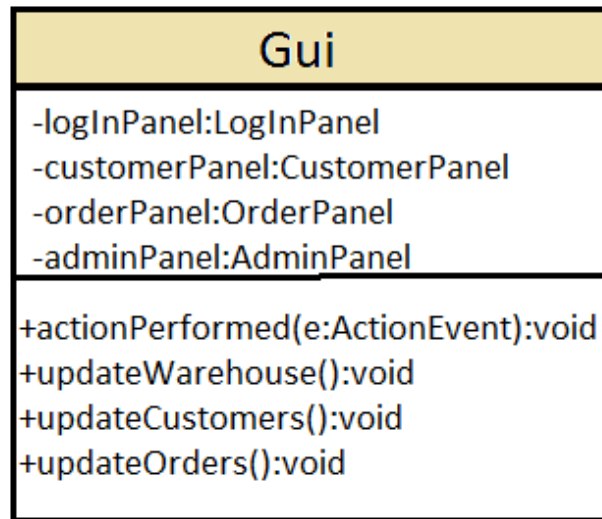 Gui
-logInPanel:LogInPanel
-customerPanel:CustomerPanel
-orderPanel:OrderPanel
-adminPanel:AdminPanel
+actionPerformed(e:ActionEvent):void
+updateWarehouse():void
+updateCustomers():void
+updateOrders():void